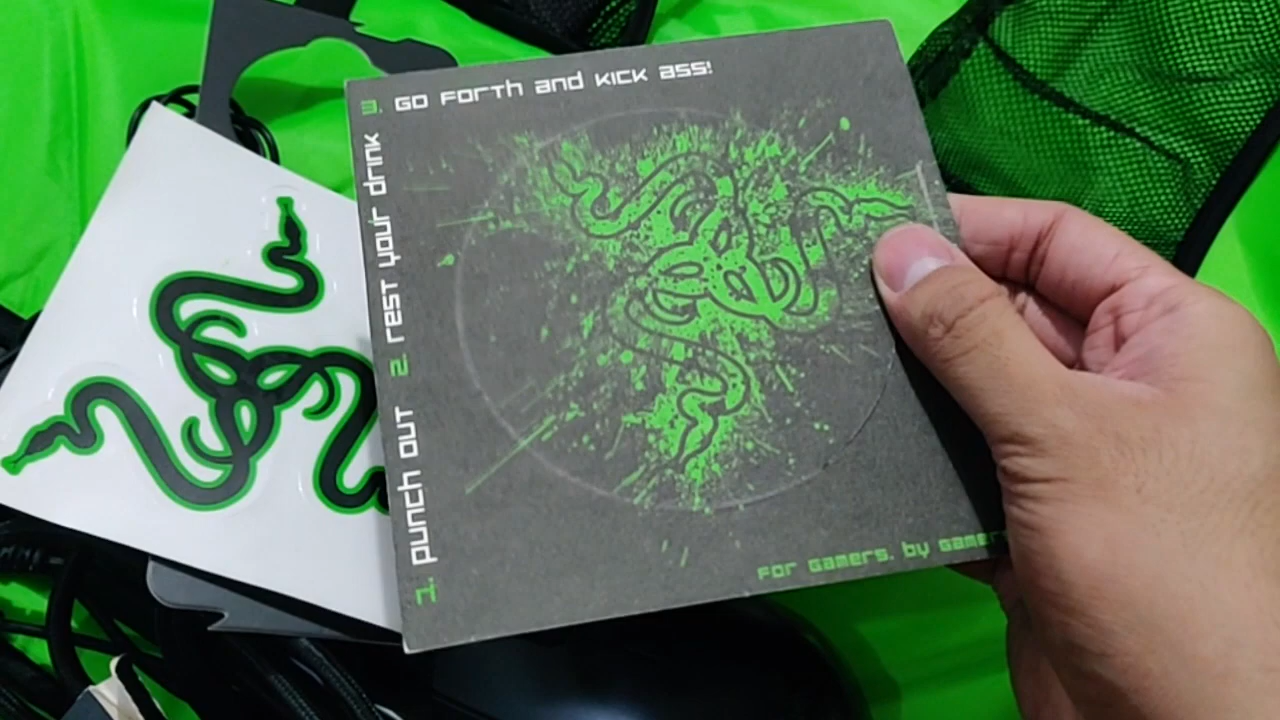 1. punch out 2. rest your drink
3. Go forth and kick ass!
for gamers. by gamers